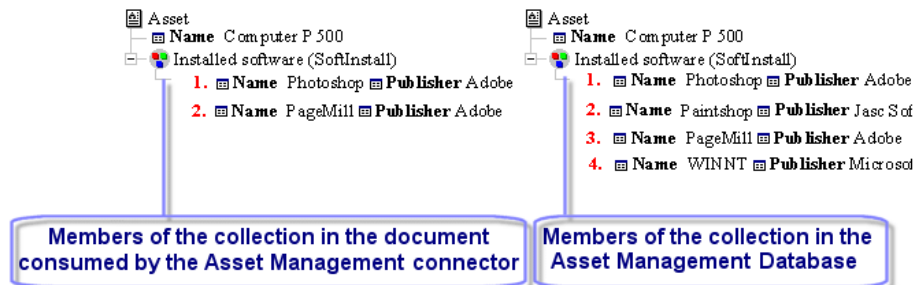 Asset
Name Computer P 500
Installed software (SoftInstall)
1. Name Photoshop Publisher Adobe
2. Name PageMill Publisher Adobe
Members of the collection in the document
consumed by the Asset Management connector
Asset
Name Computer P 500
Installed software (SoftInstall)
1. Name Photoshop Publisher Adobe
2. Name Paintshop Publisher Jasc Sof
3. Name PageMill Publisher Adobe
4. Name WINNT Publisher Microsof
Members of the collection in the
Asset Management Database